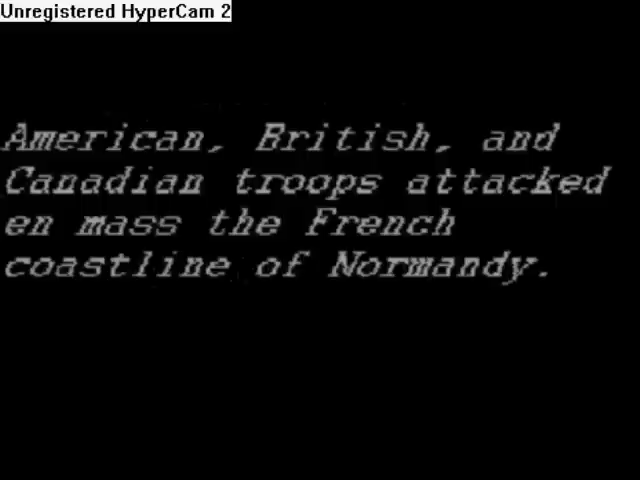 Unregistered HyperCam 2
American, British, and
Canadian troops attacked
en mass the French
coastline of Normandy.